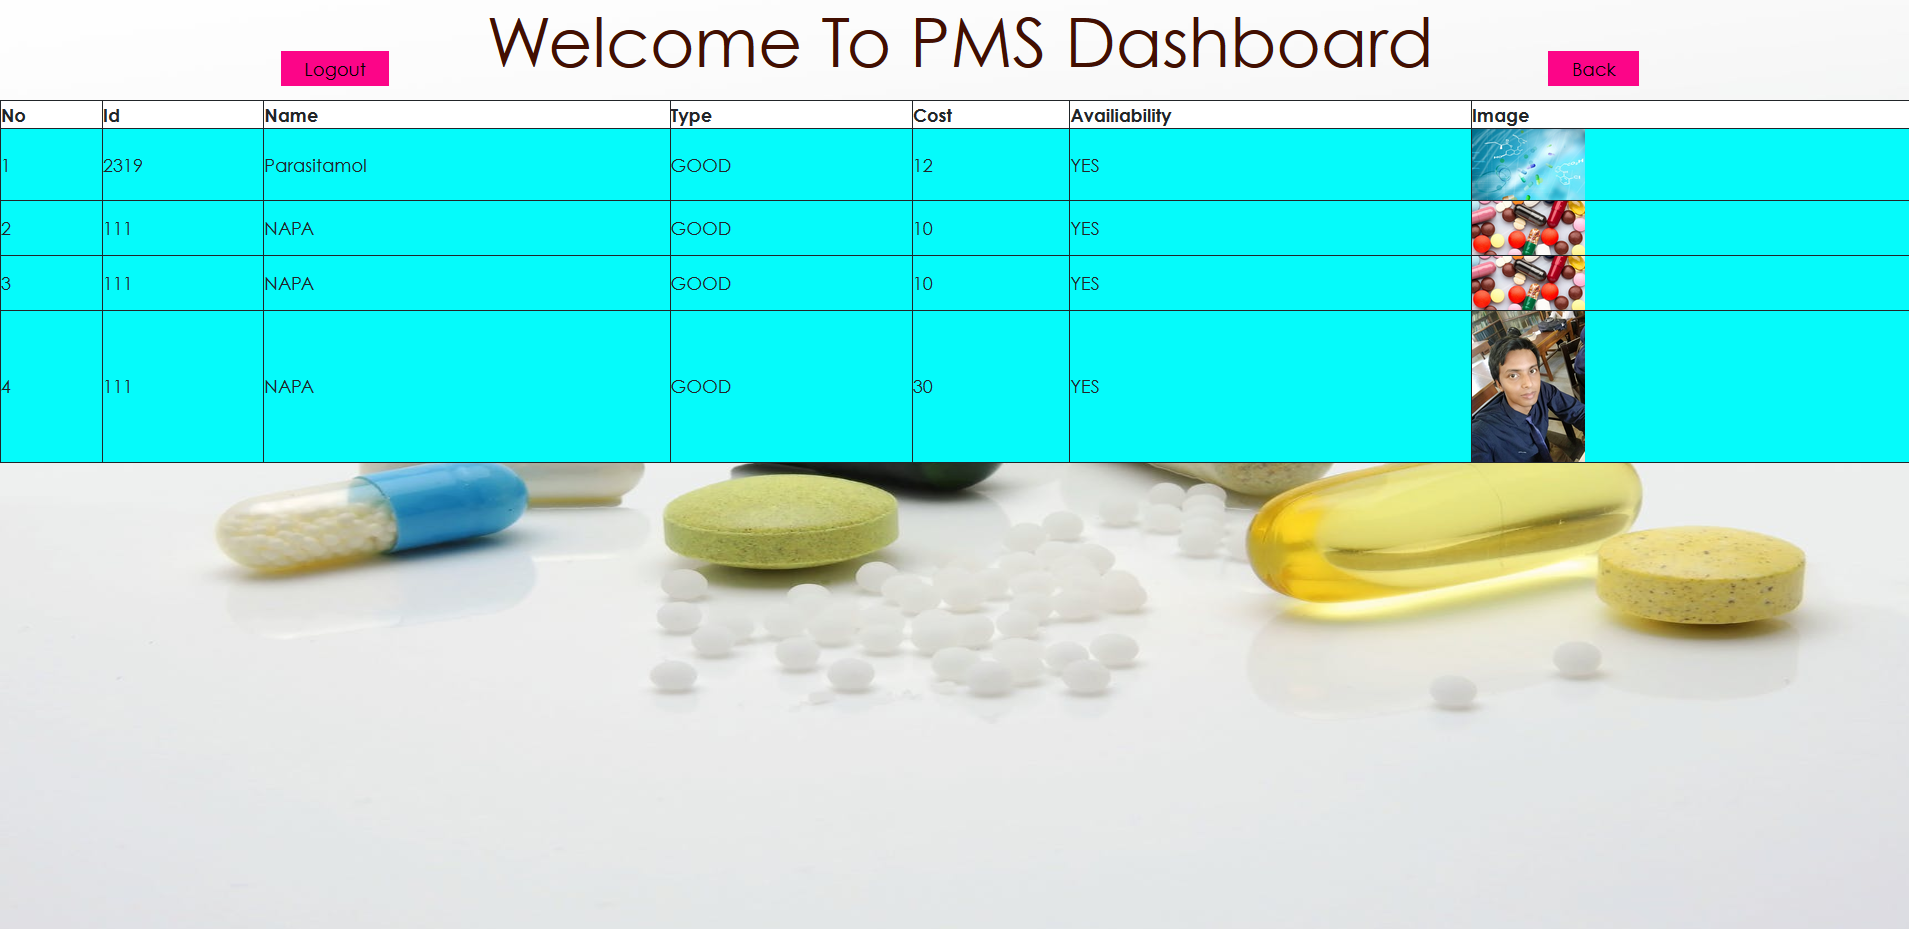 Welcome To PMS Dashboard
Logout
Back
No Id Name Type Cost Availiability Image
1 2319 Parasitamol GOOD 12 YES
2 111 NAPA GOOD 10 YES
3 111 NAPA GOOD 10 YES
4 111 NAPA GOOD 30 YES